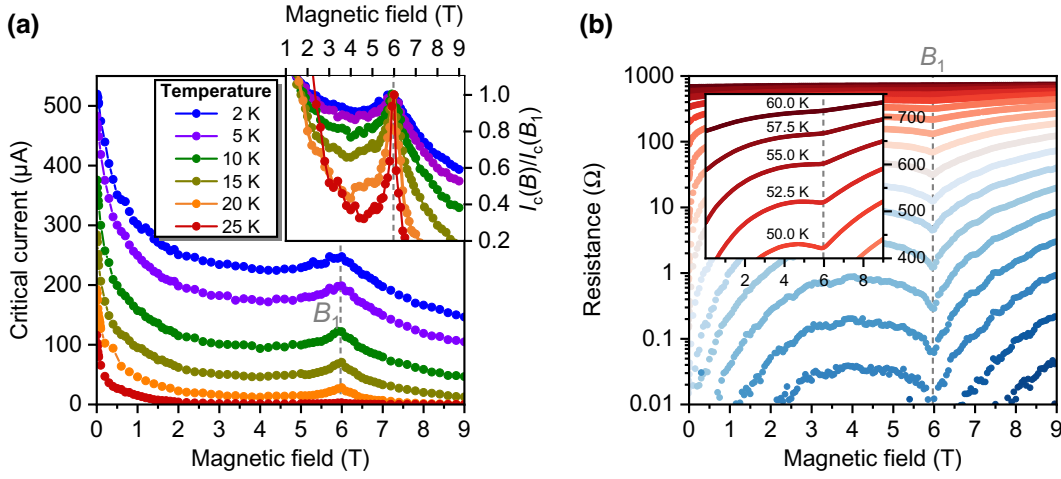 (a)
Magnetic field (T)
1 2 3 4 5 6 7 8 9
Temperature
2 K
5 K
10 K
15 K
20 K
25 K
1.0
0.8
0.6
0.4
0.2
Ic(B)/Ic(B1)
500
400
300
200
100
0
Critical current (µA)
B1
0 1 2 3 4 5 6 7 8 9
Magnetic field (T)
(b)
B1
1000
100
10
1
0.1
0.01
Resistance (Ω)
60.0 K
57.5 K
55.0 K
52.5 K
50.0 K
700
650
600
550
500
450
400
2 4 6 8
B1
0 1 2 3 4 5 6 7 8 9
Magnetic field (T)